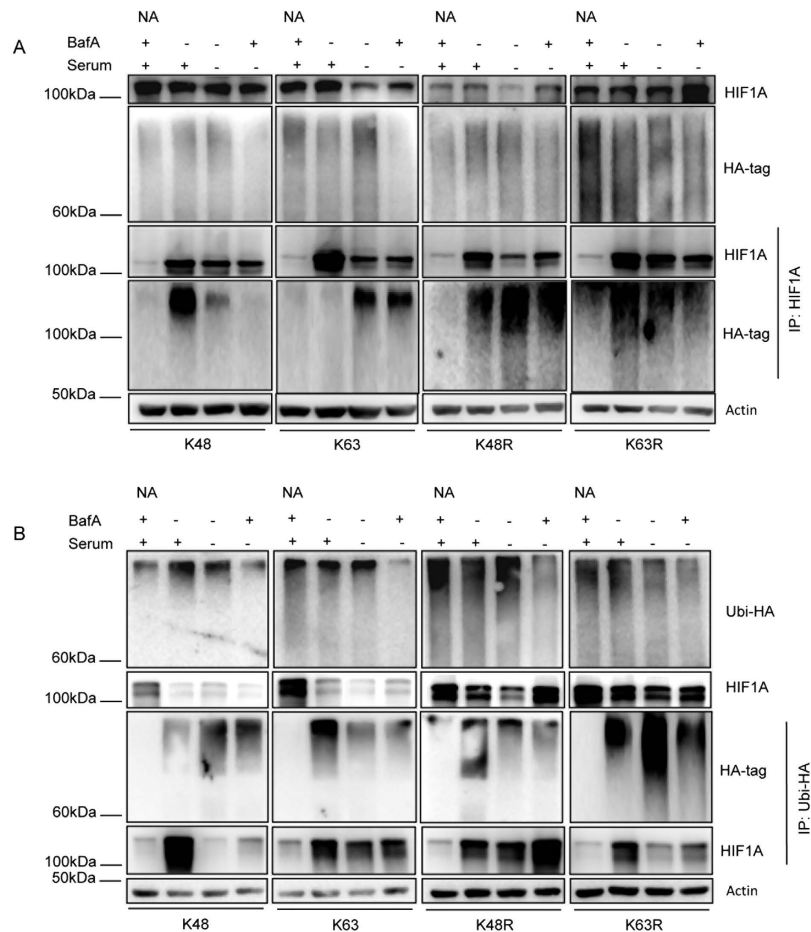 A
NA NA NA NA
BafA + - - + + - - + + - - + + - - +
Serum + + - - + + - - + + - - + + - -
100kDa HIF1A
HA-tag
60kDa
HIF1A
100kDa
HA-tag
100kDa
50kDa
Actin
IP: HIF1A
K48 K63 K48R K63R
B
NA NA NA NA
BafA + - - + + - - + + - - + + - - +
Serum + + - - + + - - + + - - + + - -
Ubi-HA
60kDa
HIF1A
100kDa
HA-tag
60kDa
HIF1A
100kDa
50kDa
Actin
IP: Ubi-HA
K48 K63 K48R K63R